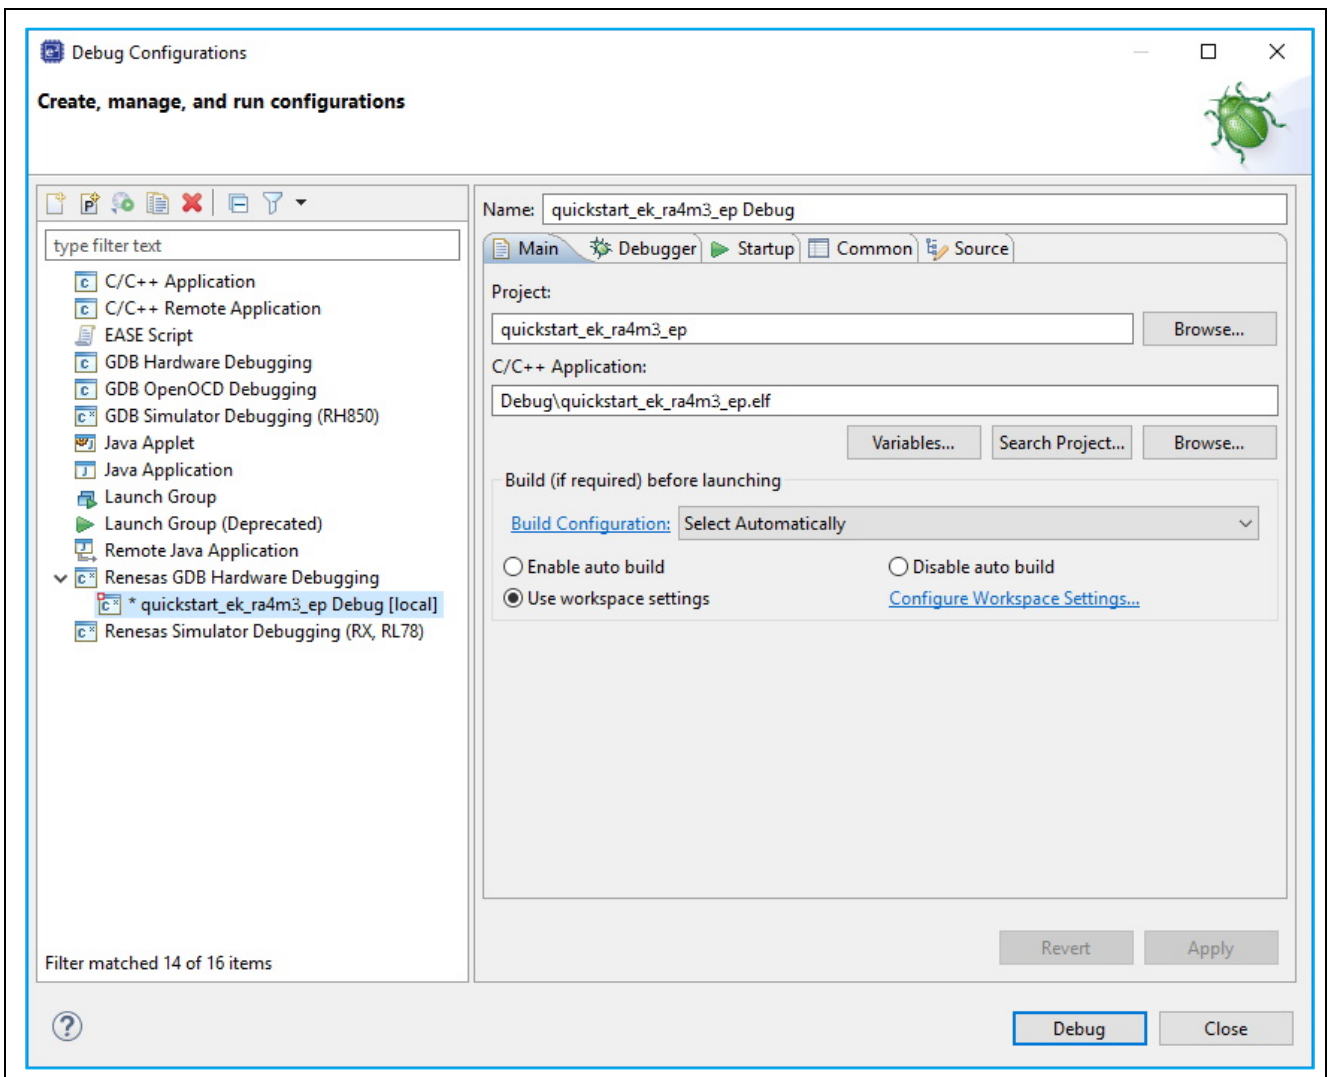 Debug Configurations
Create, manage, and run configurations
type filter text
C/C++ Application
C/C++ Remote Application
EASE Script
GDB Hardware Debugging
GDB OpenOCD Debugging
GDB Simulator Debugging (RH850)
Java Applet
Java Application
Launch Group
Launch Group (Deprecated)
Remote Java Application
Renesas GDB Hardware Debugging
* quickstart_ek_ra4m3_ep Debug [local]
Renesas Simulator Debugging (RX, RL78)
Filter matched 14 of 16 items
Name: quickstart_ek_ra4m3_ep Debug
Main Debugger Startup Common Source
Project:
quickstart_ek_ra4m3_ep Browse...
C/C++ Application:
Debug\quickstart_ek_ra4m3_ep.elf
Variables... Search Project... Browse...
Build (if required) before launching
Build Configuration: Select Automatically
Enable auto build Disable auto build
Use workspace settings Configure Workspace Settings...
Revert Apply
Debug Close